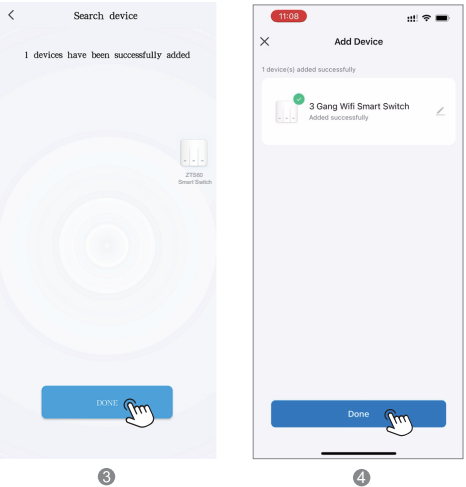 Search device
1 devices have been successfully added
ZTS60
Smart Switch
DONE
3
11:08
Add Device
1 device(s) added successfully
3 Gang Wifi Smart Switch
Added successfully
Done
4